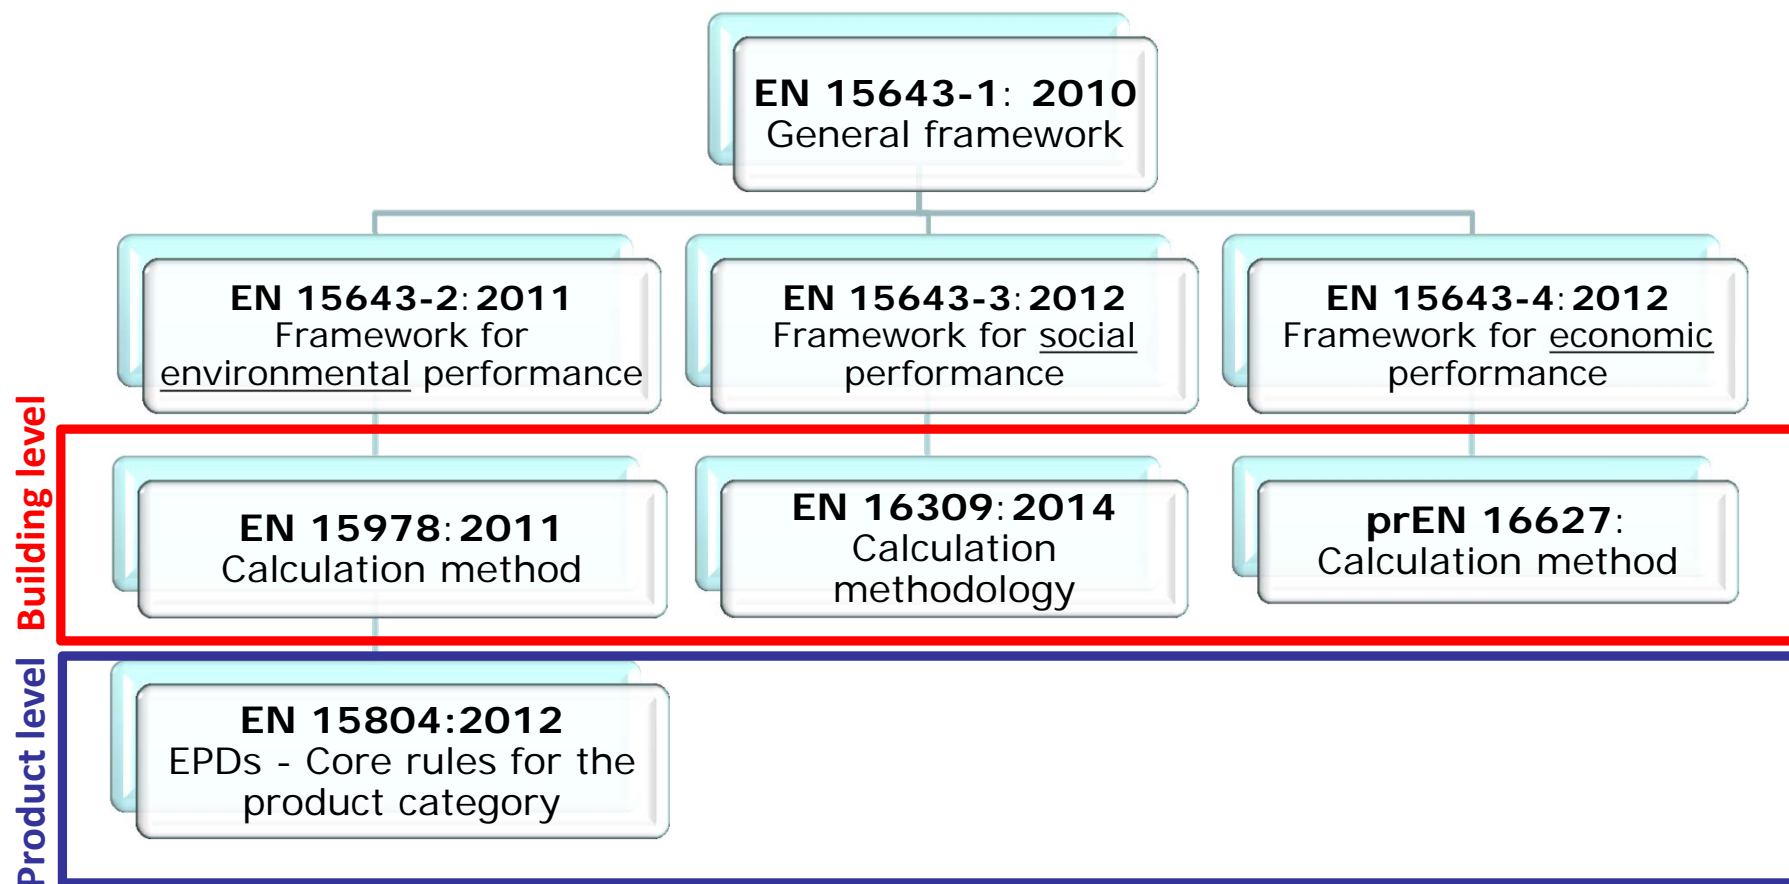 EN 15643-1: 2010
General framework
EN 15643-2:2011
Framework for
environmental performance
EN 15643-3:2012
Framework for social
performance
EN 15643-4:2012
Framework for economic
performance
Building level
EN 15978:2011
Calculation method
EN 16309:2014
Calculation
methodology
prEN 16627:
Calculation method
Product level
EN 15804:2012
EPDs - Core rules for the
product category